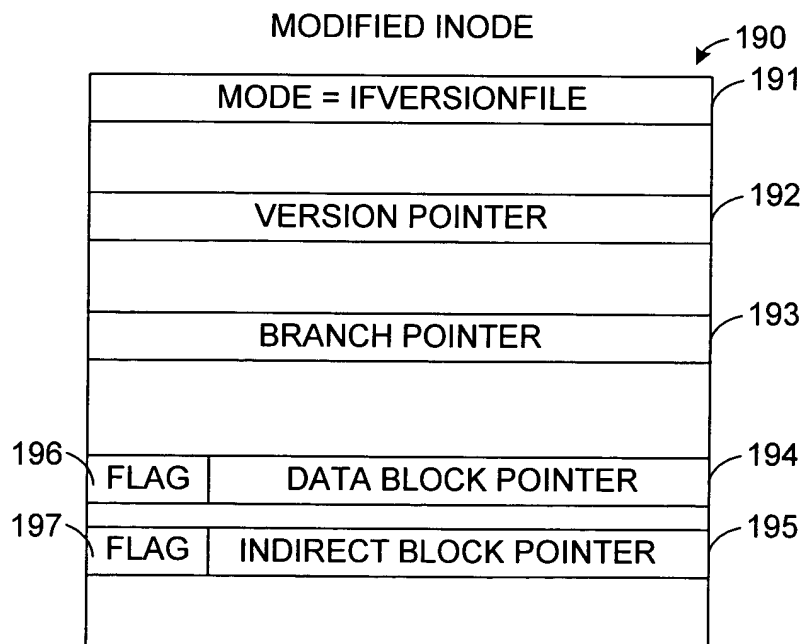 MODIFIED INODE
190
MODE = IFVERSIONFILE 191
VERSION POINTER 192
BRANCH POINTER 193
196 FLAG DATA BLOCK POINTER 194
197 FLAG INDIRECT BLOCK POINTER 195